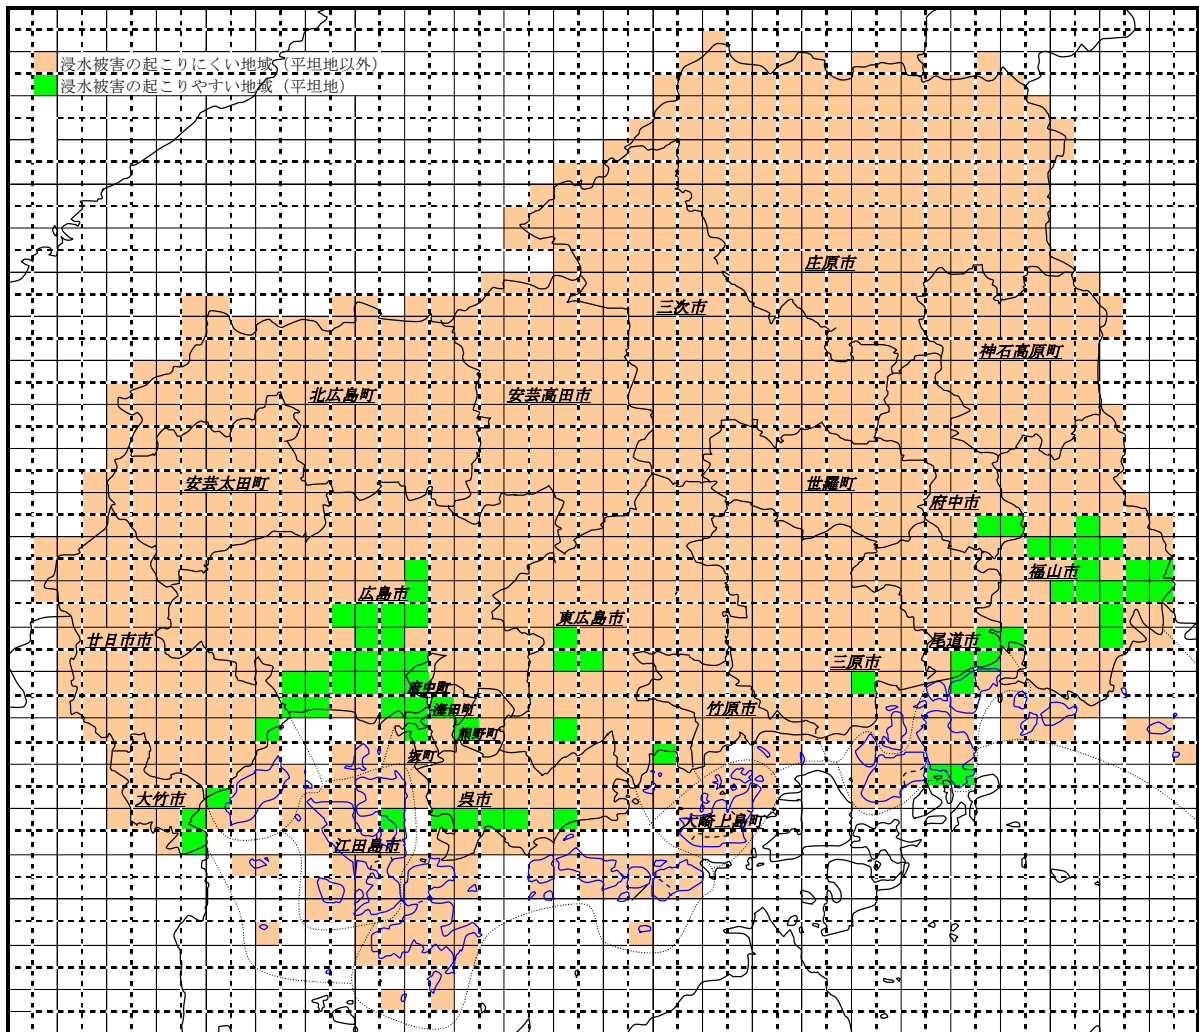 浸水被害の起こりにくい地域（平坦地以外）
浸水被害の起こりやすい地域（平坦地）
庄原市
三次市
神石高原町
北広島町
安芸高田市
安芸太田町
世羅町
府中市
福山市
広島市
東広島市
廿日市市
尾道市
三原市
府中町
海田町
竹原市
熊野町
坂町
大竹市
呉市
大崎上島町
江田島市